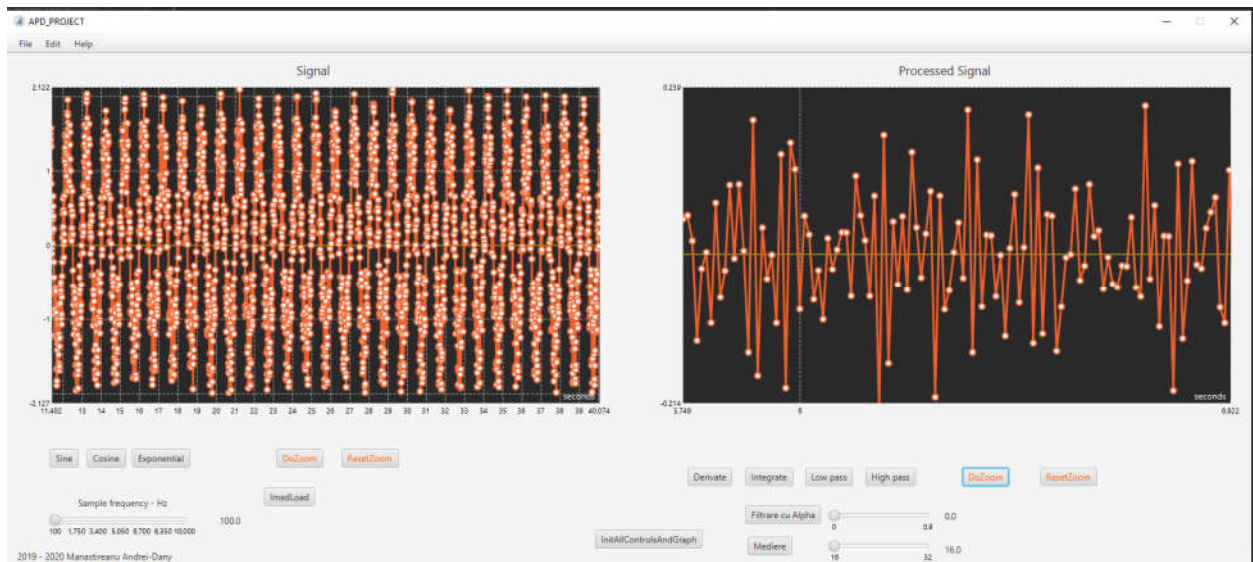 APD_PROJECT
File Edit Help
Signal
2.122
1
0
-1
-2.127
11.402 13 14 15 16 17 18 19 20 21 22 23 24 25 26 27 28 29 30 31 32 33 34 35 36 37 38 39 40.074
seconds
Processed Signal
0.239
-0.214
5.749 6 6.922
seconds
Sine Cosine Exponential DoZoom ResetZoom
Sample frequency - Hz
ImedLoad
100 1,750 3,400 5,050 6,700 8,350 10,000
100.0
2019 - 2020 Manastireanu Andrei-Dany
Derivate Integrate Low pass High pass DoZoom ResetZoom
Filtrare cu Alpha
0 0.9
0.0
InitAllControlsAndGraph
Mediere
16 32
16.0